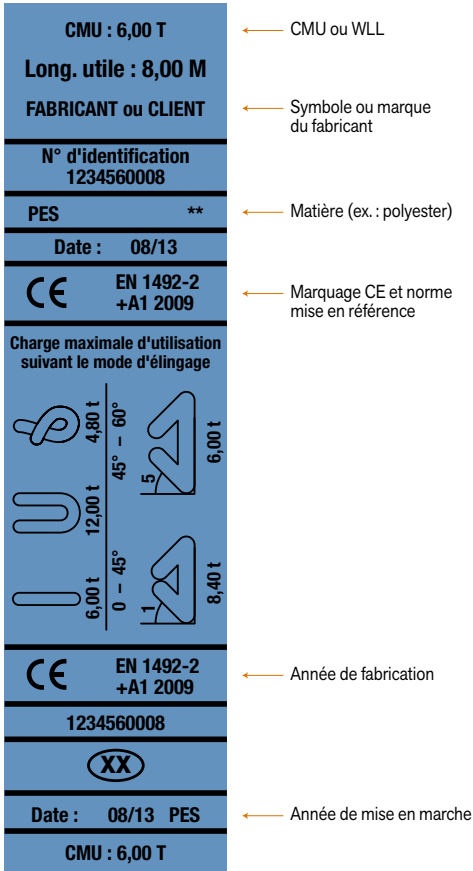 CMU : 6,00 T
CMU ou WLL
Long. utile : 8,00 M
FABRICANT ou CLIENT
Symbole ou marque
du fabricant
N° d'identification
1234560008
PES **
Matière (ex. : polyester)
Date : 08/13
CE
EN 1492-2
+A1 2009
Marquage CE et norme
mise en référence
Charge maximale d'utilisation
suivant le mode d'élingage
4,80 t
12,00 t
6,00 t
45° – 60°
0 – 45°
5
6,00 t
1
8,40 t
CE
EN 1492-2
+A1 2009
Année de fabrication
1234560008
XX
Date : 08/13 PES
Année de mise en marche
CMU : 6,00 T